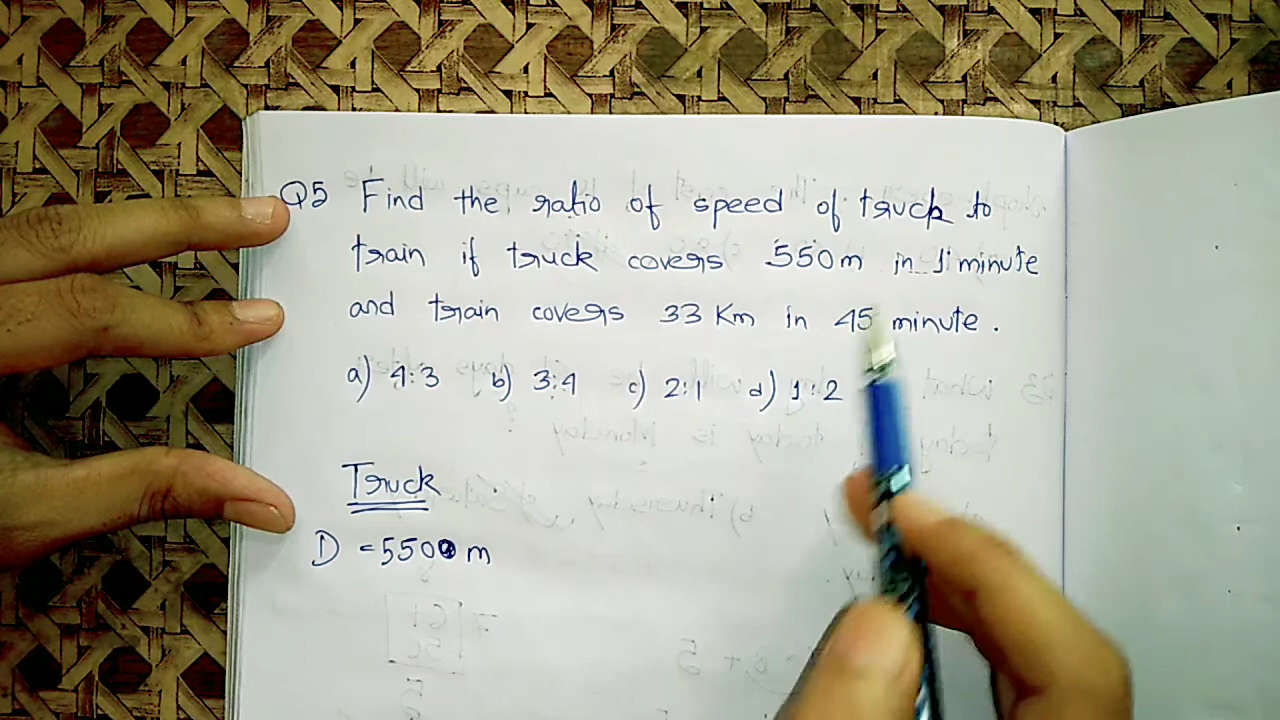 Q5 Find the ratio of speed of truck to
train if truck covers 550m in 1 minute
and train covers 33 Km in 45 minute.
a) 4:3 b) 3:4 c) 2:1 d) 1:2
Truck
D = 550 m